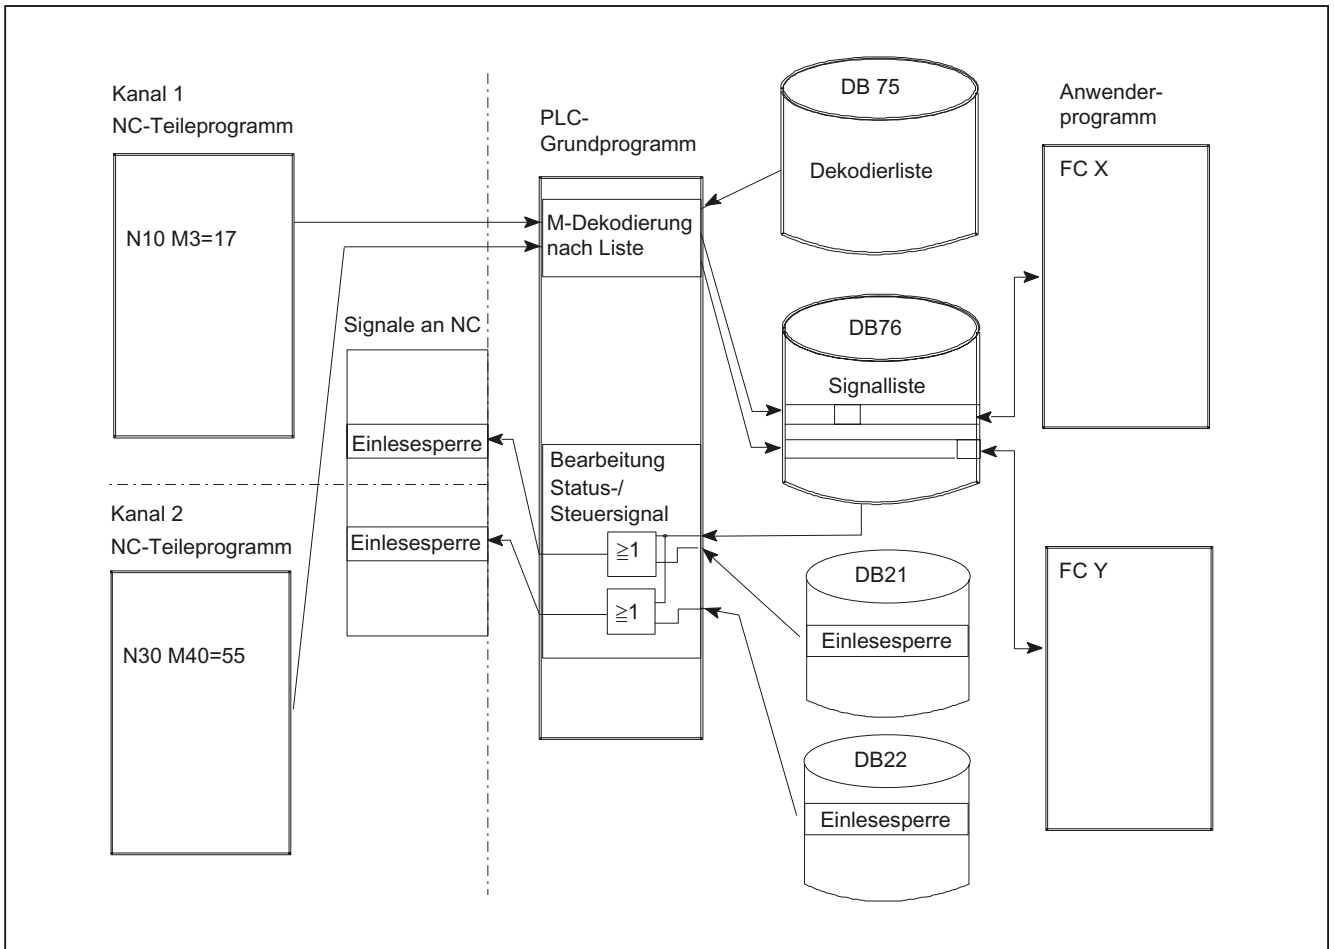 Kanal 1
NC-Teileprogramm
N10 M3=17
Signale an NC
Einlesesperre
Einlesesperre
Kanal 2
NC-Teileprogramm
N30 M40=55
PLC-
Grundprogramm
M-Dekodierung
nach Liste
Bearbeitung
Status-/
Steuersignal
≧1
≧1
DB 75
Dekodierliste
DB76
Signalliste
DB21
Einlesesperre
DB22
Einlesesperre
Anwender-
programm
FC X
FC Y